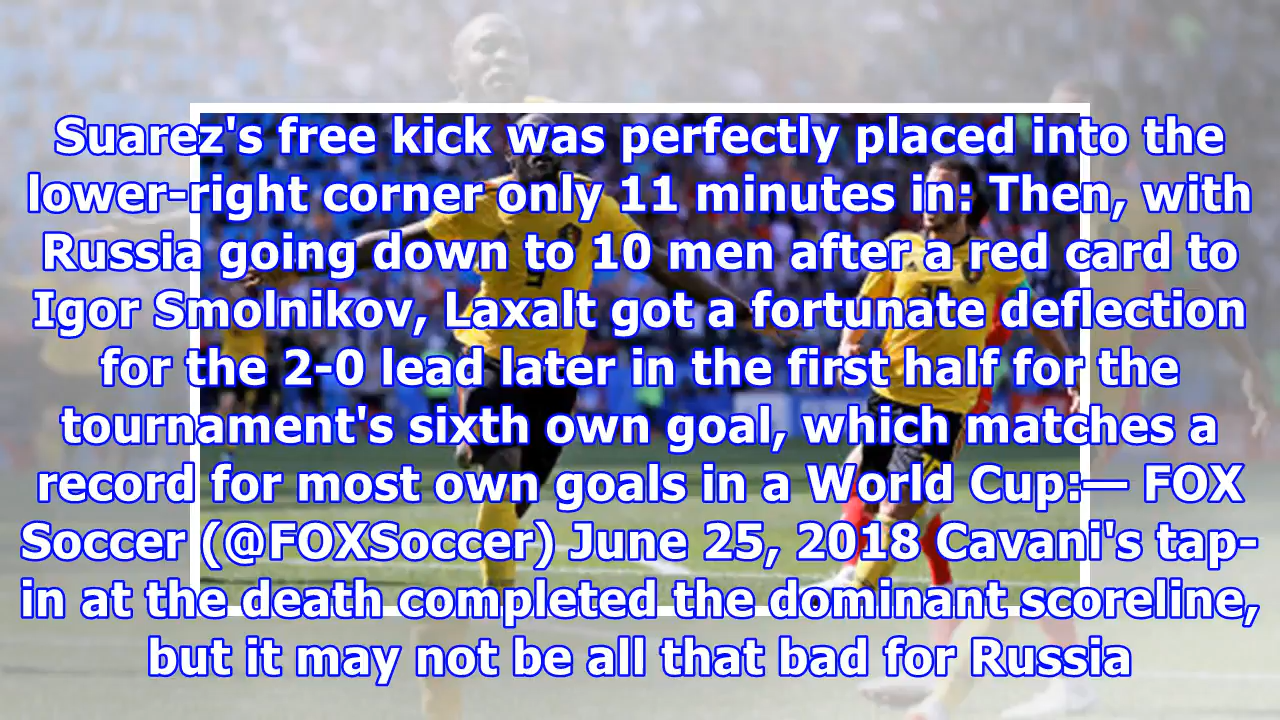 Suarez's free kick was perfectly placed into the
lower-right corner only 11 minutes in: Then, with
Russia going down to 10 men after a red card to
Igor Smolnikov, Laxalt got a fortunate deflection
for the 2-0 lead later in the first half for the
tournament's sixth own goal, which matches a
record for most own goals in a World Cup:— FOX
Soccer (@FOXSoccer) June 25, 2018 Cavani's tap-
in at the death completed the dominant scoreline,
but it may not be all that bad for Russia